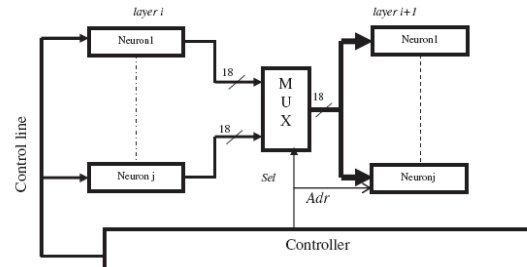 layer i
layer i+1
Neuron1
Neuron1
18
M
U
X
18
18
Control line
Neuron j
Sel
Neuronj
Adr
Controller